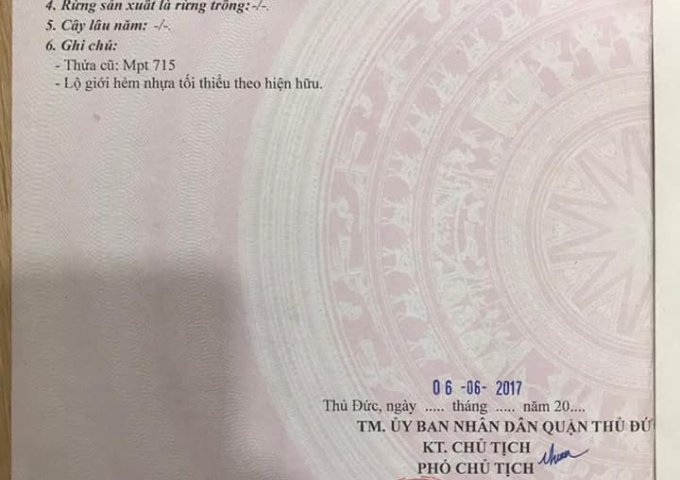 4. Rừng sản xuất là rừng trồng:-/-.
5. Cây lâu năm: -/-.
6. Ghi chú:
- Thửa cũ: Mpt 715
- Lộ giới hẻm nhựa tối thiểu theo hiện hữu.
06 -06- 2017
Thủ Đức, ngày ..... tháng ..... năm 20....
TM. ỦY BAN NHÂN DÂN QUẬN THỦ ĐỨ
KT. CHỦ TỊCH
PHÓ CHỦ TỊCH